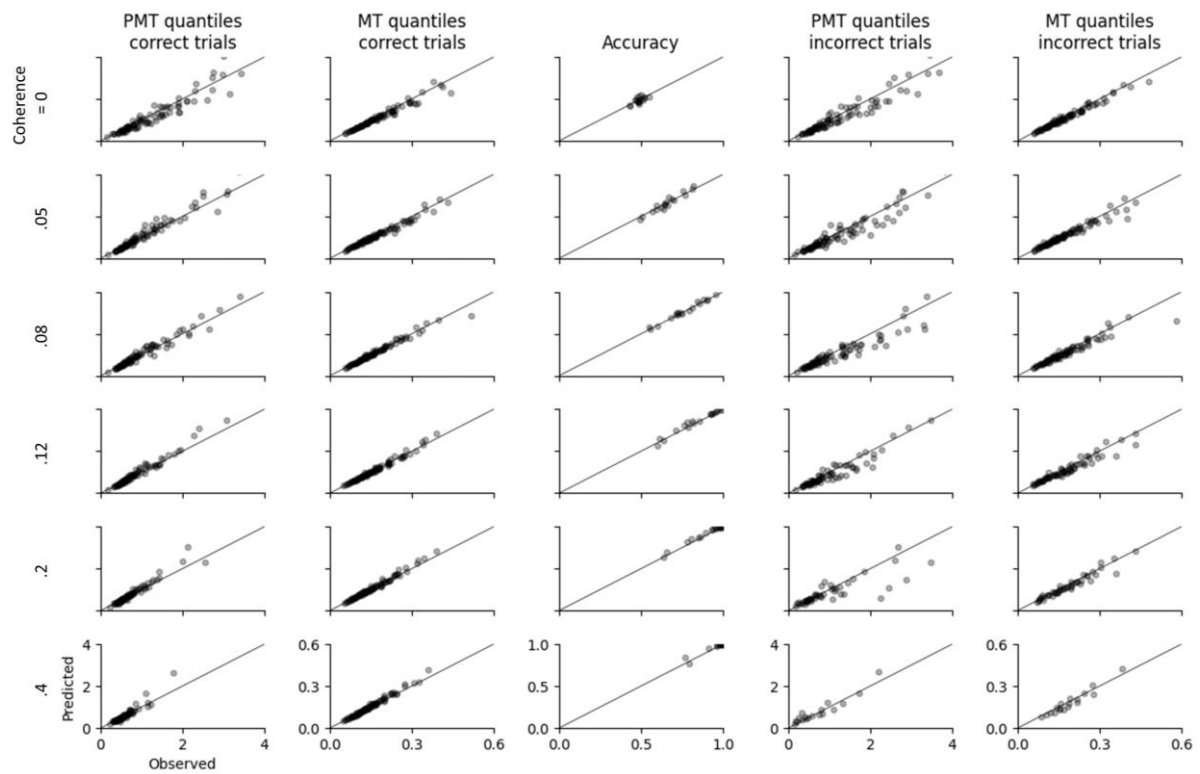 PMT quantiles
correct trials
MT quantiles
correct trials
Accuracy
PMT quantiles
incorrect trials
MT quantiles
incorrect trials
Coherence
= 0
.05
.08
.12
.2
.4
Predicted
4
2
0
0.6
0.3
0.0
1.0
0.5
0.0
4
2
0
0.6
0.3
0.0
0 2 4
0.0 0.3 0.6
0.0 0.5 1.0
0 2 4
0.0 0.3 0.6
Observed